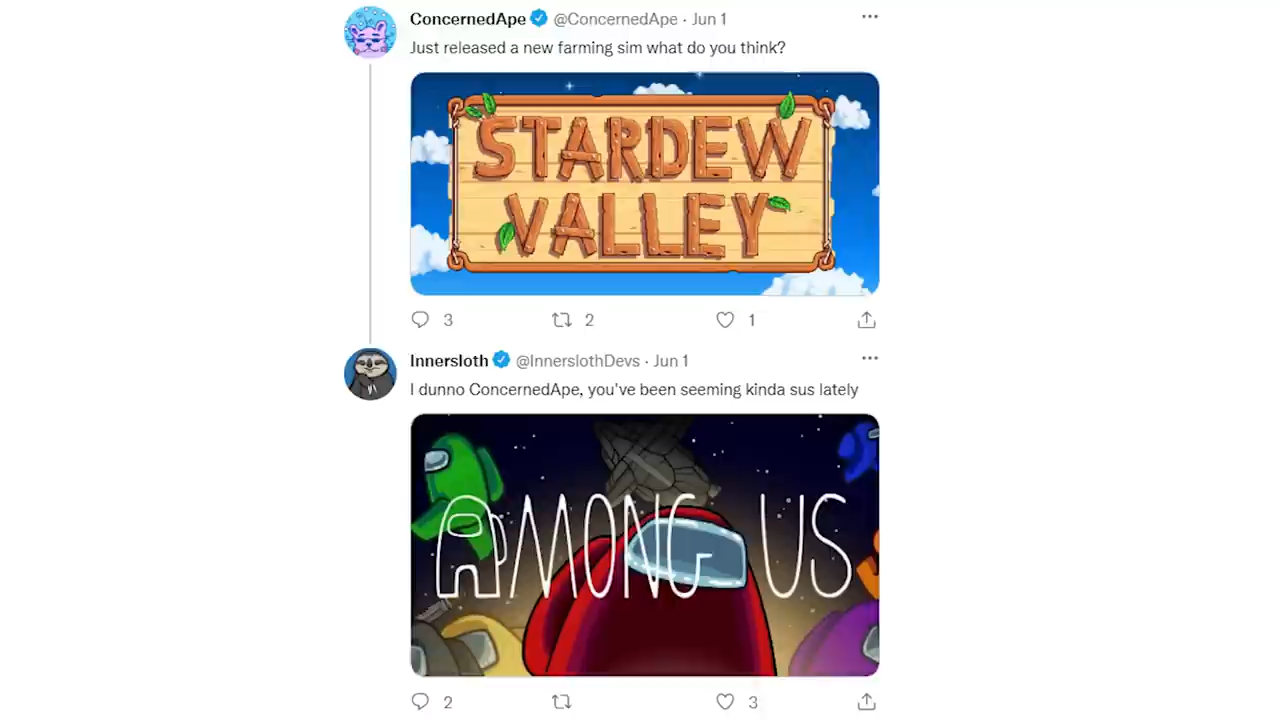 ConcernedApe @ConcernedApe · Jun 1
Just released a new farming sim what do you think?
STARDEW
VALLEY
3 2 1
Innersloth @InnerslothDevs · Jun 1
I dunno ConcernedApe, you've been seeming kinda sus lately
AMONG US
2 3